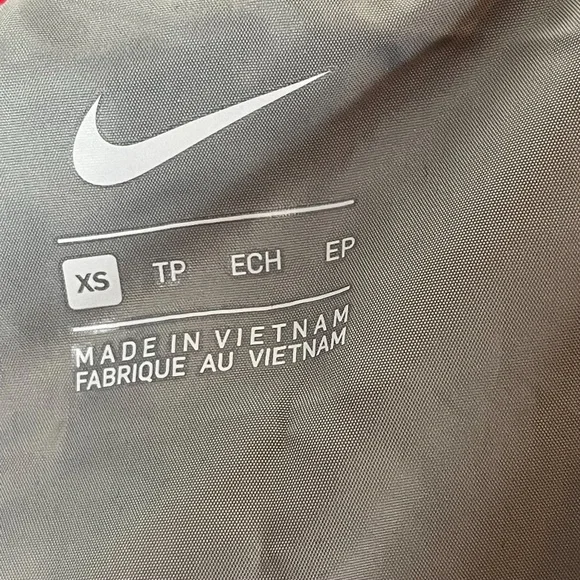 XS TP ECH EP
MADE IN VIETNAM
FABRIQUE AU VIETNAM